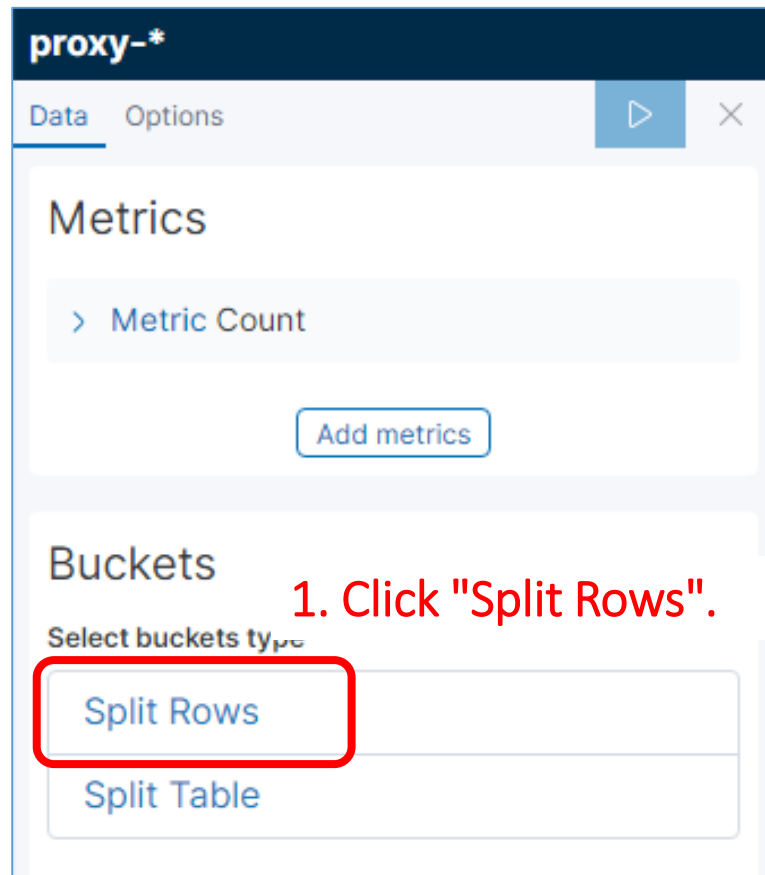 proxy-*
Data Options
Metrics
Metric Count
Add metrics
Buckets
1. Click "Split Rows".
Select buckets type
Split Rows
Split Table